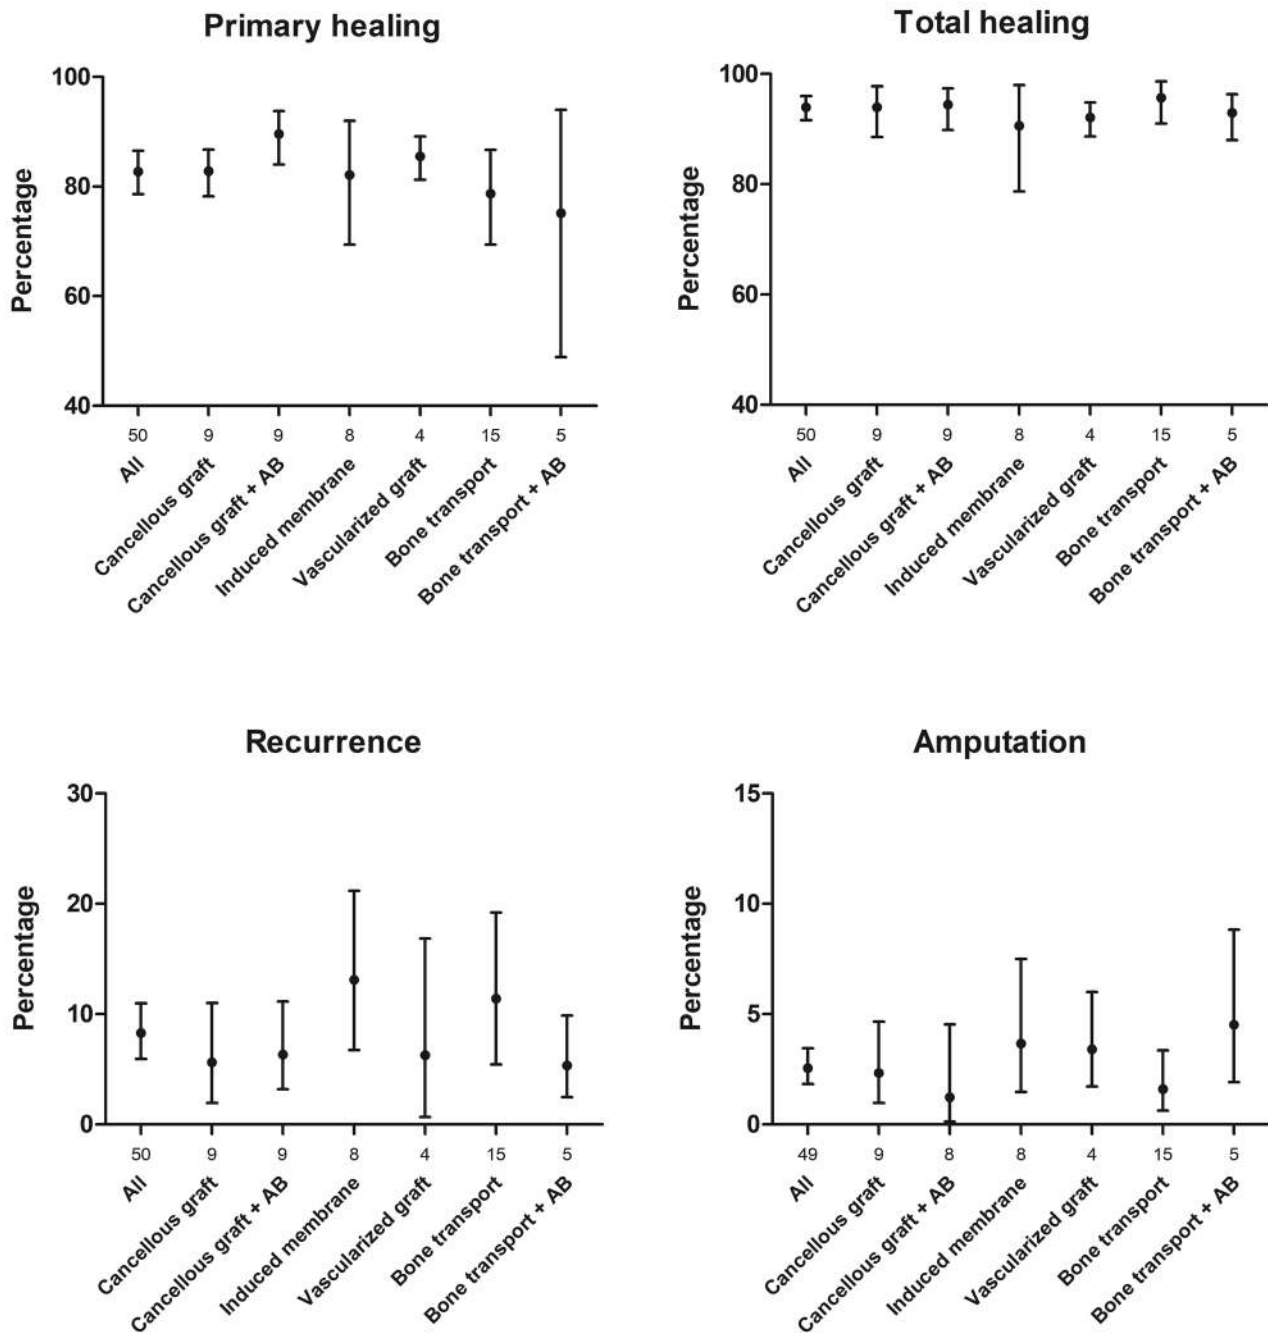 Primary healing
Percentage
100
80
60
40
50 9 9 8 4 15 5
All
Cancellous graft
Cancellous graft + AB
Induced membrane
Vascularized graft
Bone transport
Bone transport + AB
Total healing
Percentage
100
80
60
40
50 9 9 8 4 15 5
All
Cancellous graft
Cancellous graft + AB
Induced membrane
Vascularized graft
Bone transport
Bone transport + AB
Recurrence
Percentage
30
20
10
0
50 9 9 8 4 15 5
All
Cancellous graft
Cancellous graft + AB
Induced membrane
Vascularized graft
Bone transport
Bone transport + AB
Amputation
Percentage
15
10
5
0
49 9 8 8 4 15 5
All
Cancellous graft
Cancellous graft + AB
Induced membrane
Vascularized graft
Bone transport
Bone transport + AB